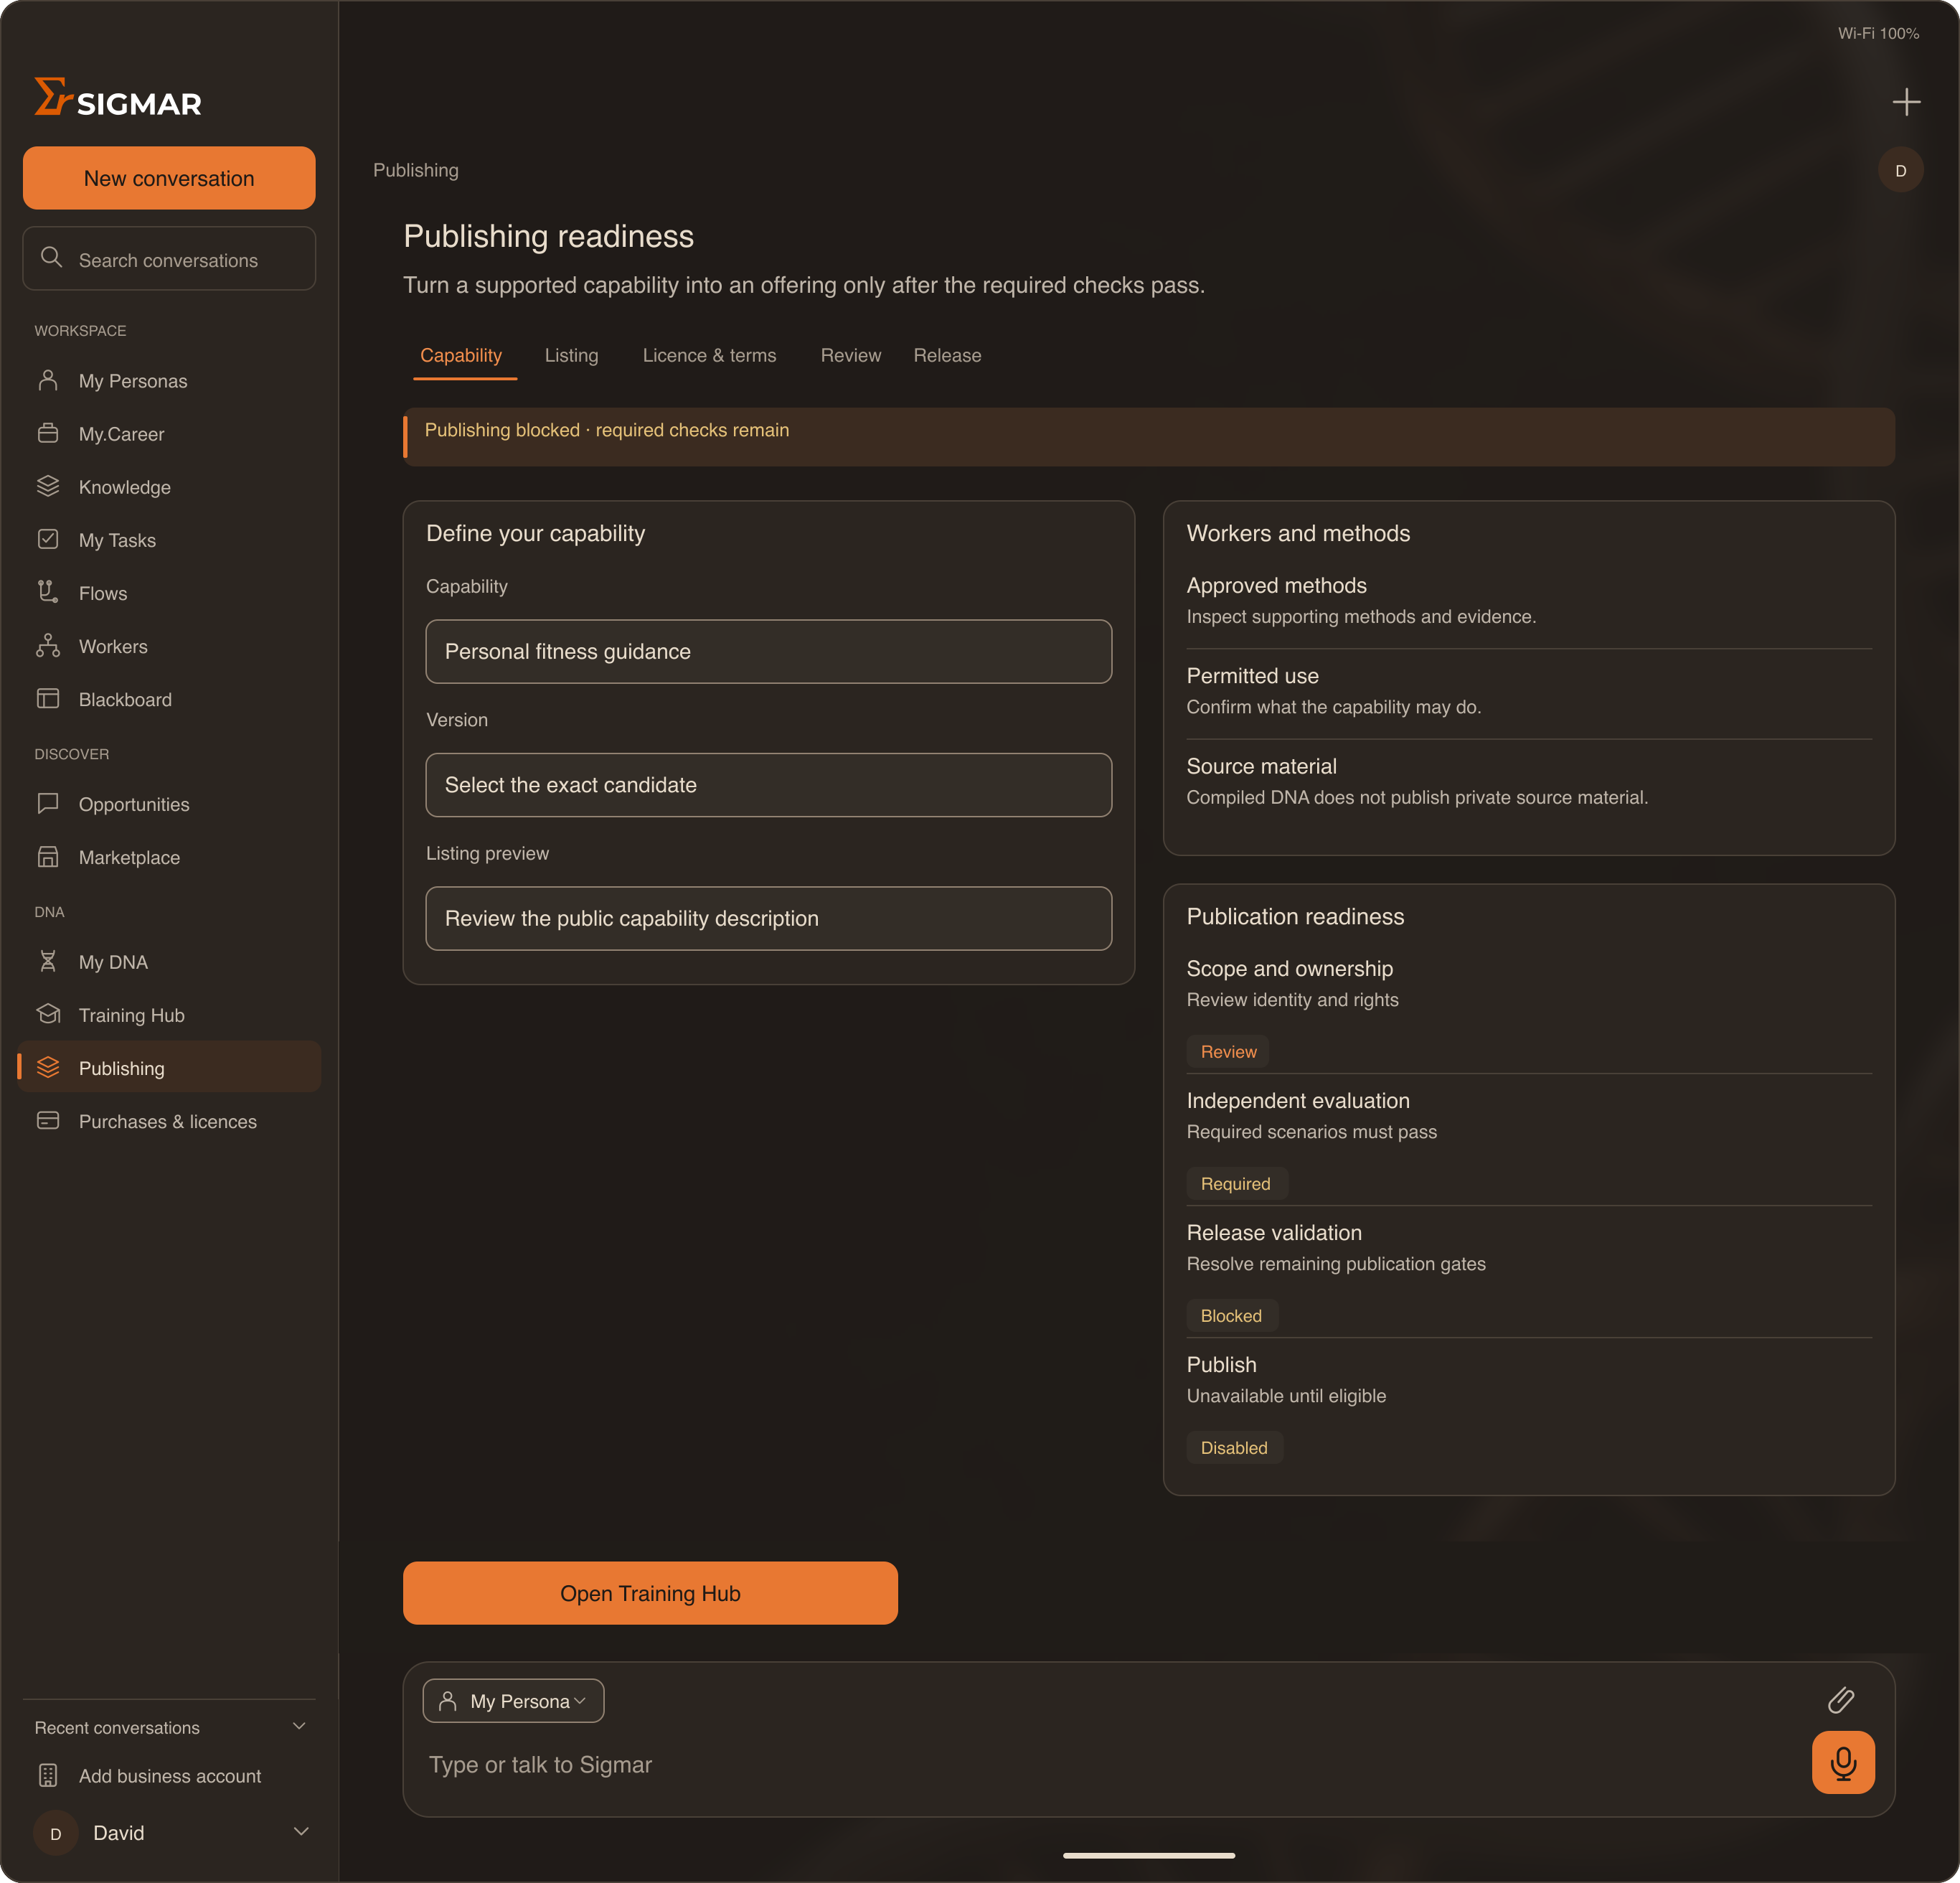 Wi-Fi 100%
Σr SIGMAR
New conversation
Search conversations
WORKSPACE
My Personas
My.Career
Knowledge
My Tasks
Flows
Workers
Blackboard
DISCOVER
Opportunities
Marketplace
DNA
My DNA
Training Hub
Publishing
Purchases & licences
Recent conversations
Add business account
D
David
Publishing
D
Publishing readiness
Turn a supported capability into an offering only after the required checks pass.
Capability
Listing
Licence & terms
Review
Release
Publishing blocked · required checks remain
Define your capability
Capability
Personal fitness guidance
Version
Select the exact candidate
Listing preview
Review the public capability description
Workers and methods
Approved methods
Inspect supporting methods and evidence.
Permitted use
Confirm what the capability may do.
Source material
Compiled DNA does not publish private source material.
Publication readiness
Scope and ownership
Review identity and rights
Review
Independent evaluation
Required scenarios must pass
Required
Release validation
Resolve remaining publication gates
Blocked
Publish
Unavailable until eligible
Disabled
Open Training Hub
My Persona
Type or talk to Sigmar